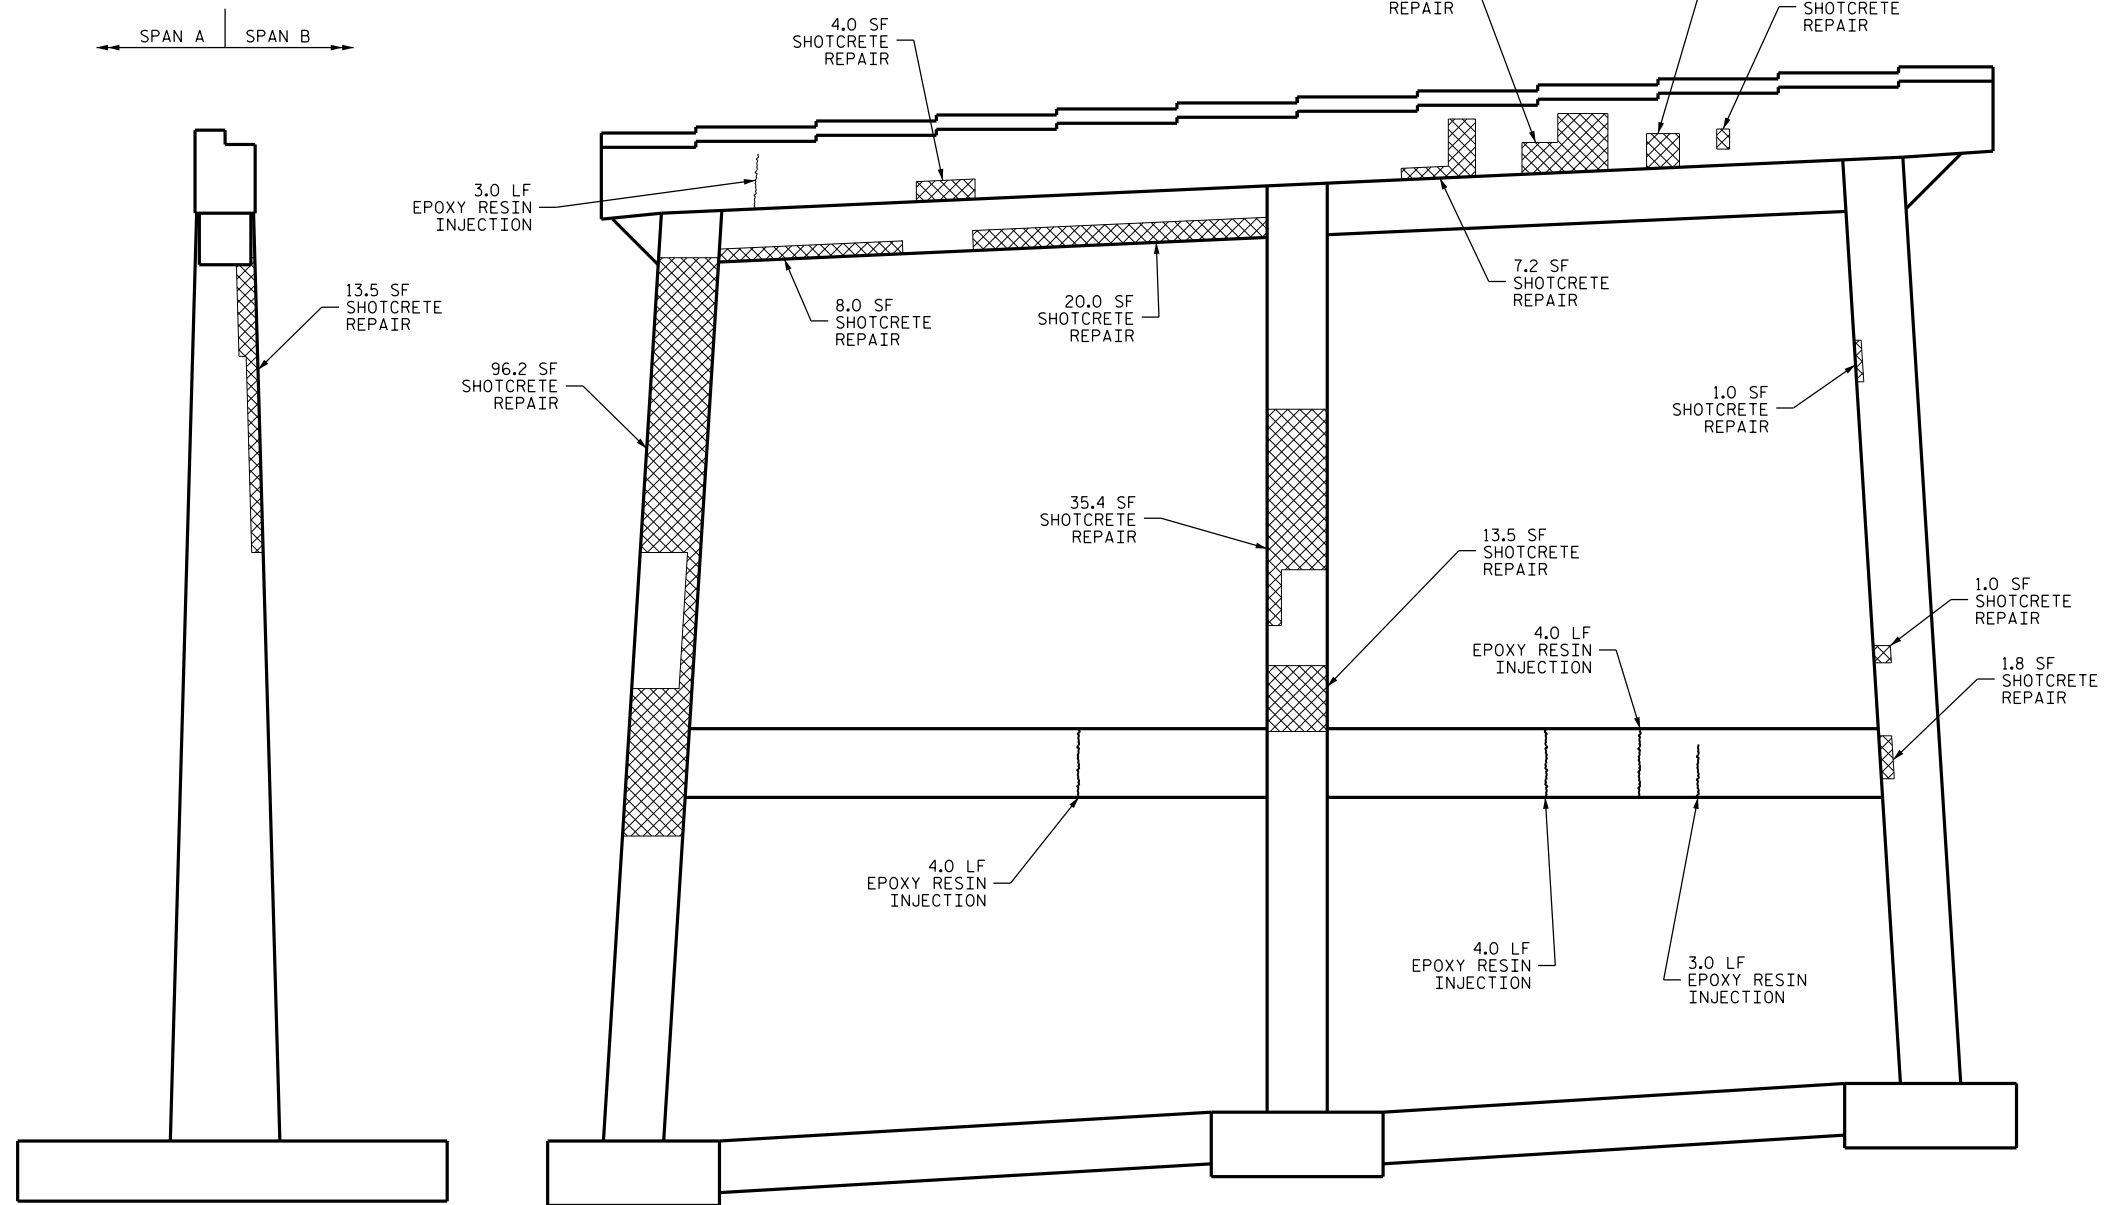 SPAN A
SPAN B
4.0 SF
SHOTCRETE
REPAIR
REPAIR
SHOTCRETE
REPAIR
3.0 LF
EPOXY RESIN
INJECTION
13.5 SF
SHOTCRETE
REPAIR
8.0 SF
SHOTCRETE
REPAIR
20.0 SF
SHOTCRETE
REPAIR
7.2 SF
SHOTCRETE
REPAIR
96.2 SF
SHOTCRETE
REPAIR
1.0 SF
SHOTCRETE
REPAIR
35.4 SF
SHOTCRETE
REPAIR
13.5 SF
SHOTCRETE
REPAIR
1.0 SF
SHOTCRETE
REPAIR
4.0 LF
EPOXY RESIN
INJECTION
1.8 SF
SHOTCRETE
REPAIR
4.0 LF
EPOXY RESIN
INJECTION
4.0 LF
EPOXY RESIN
INJECTION
3.0 LF
EPOXY RESIN
INJECTION